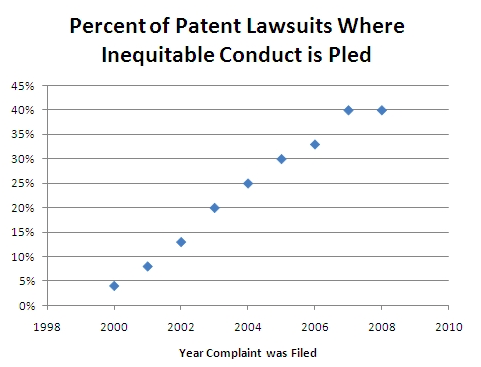 Percent of Patent Lawsuits Where
Inequitable Conduct is Pled
45%
40%
35%
30%
25%
20%
15%
10%
5%
0%
1998 2000 2002 2004 2006 2008 2010
Year Complaint was Filed